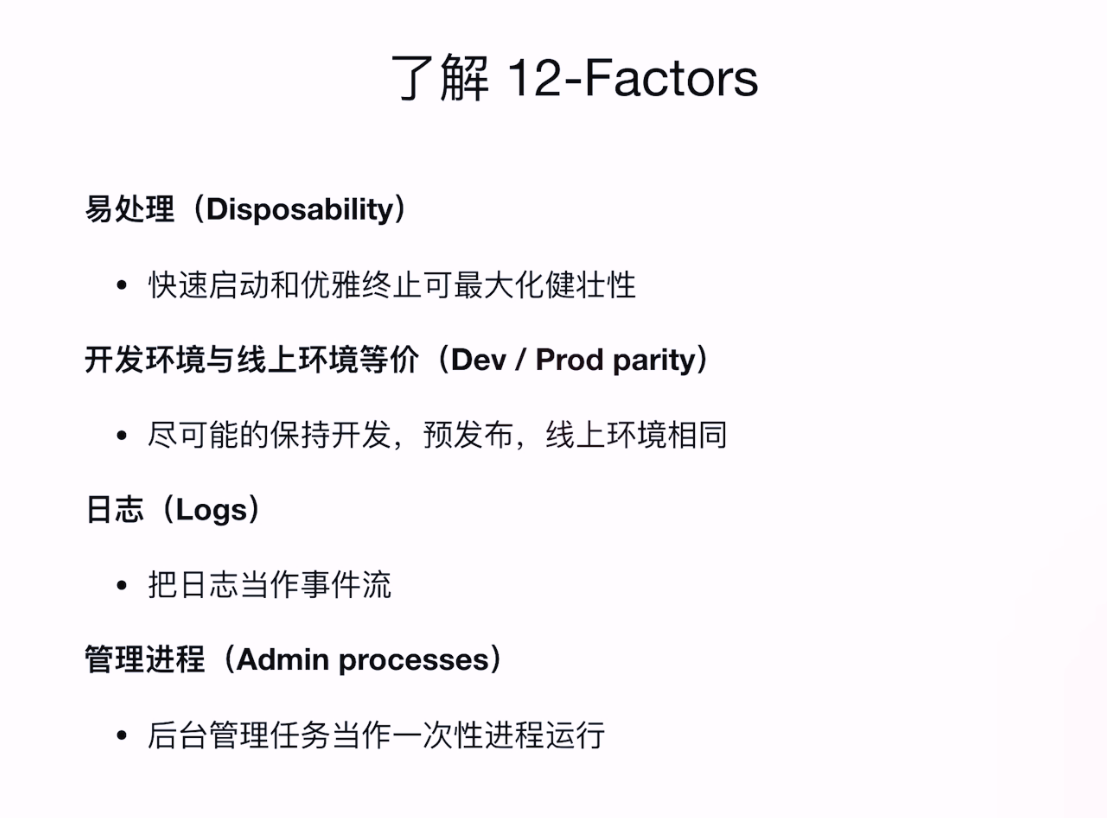 了解 12-Factors
易处理（Disposability）
• 快速启动和优雅终止可最大化健壮性
开发环境与线上环境等价（Dev / Prod parity）
• 尽可能的保持开发，预发布，线上环境相同
日志（Logs）
• 把日志当作事件流
管理进程（Admin processes）
• 后台管理任务当作一次性进程运行